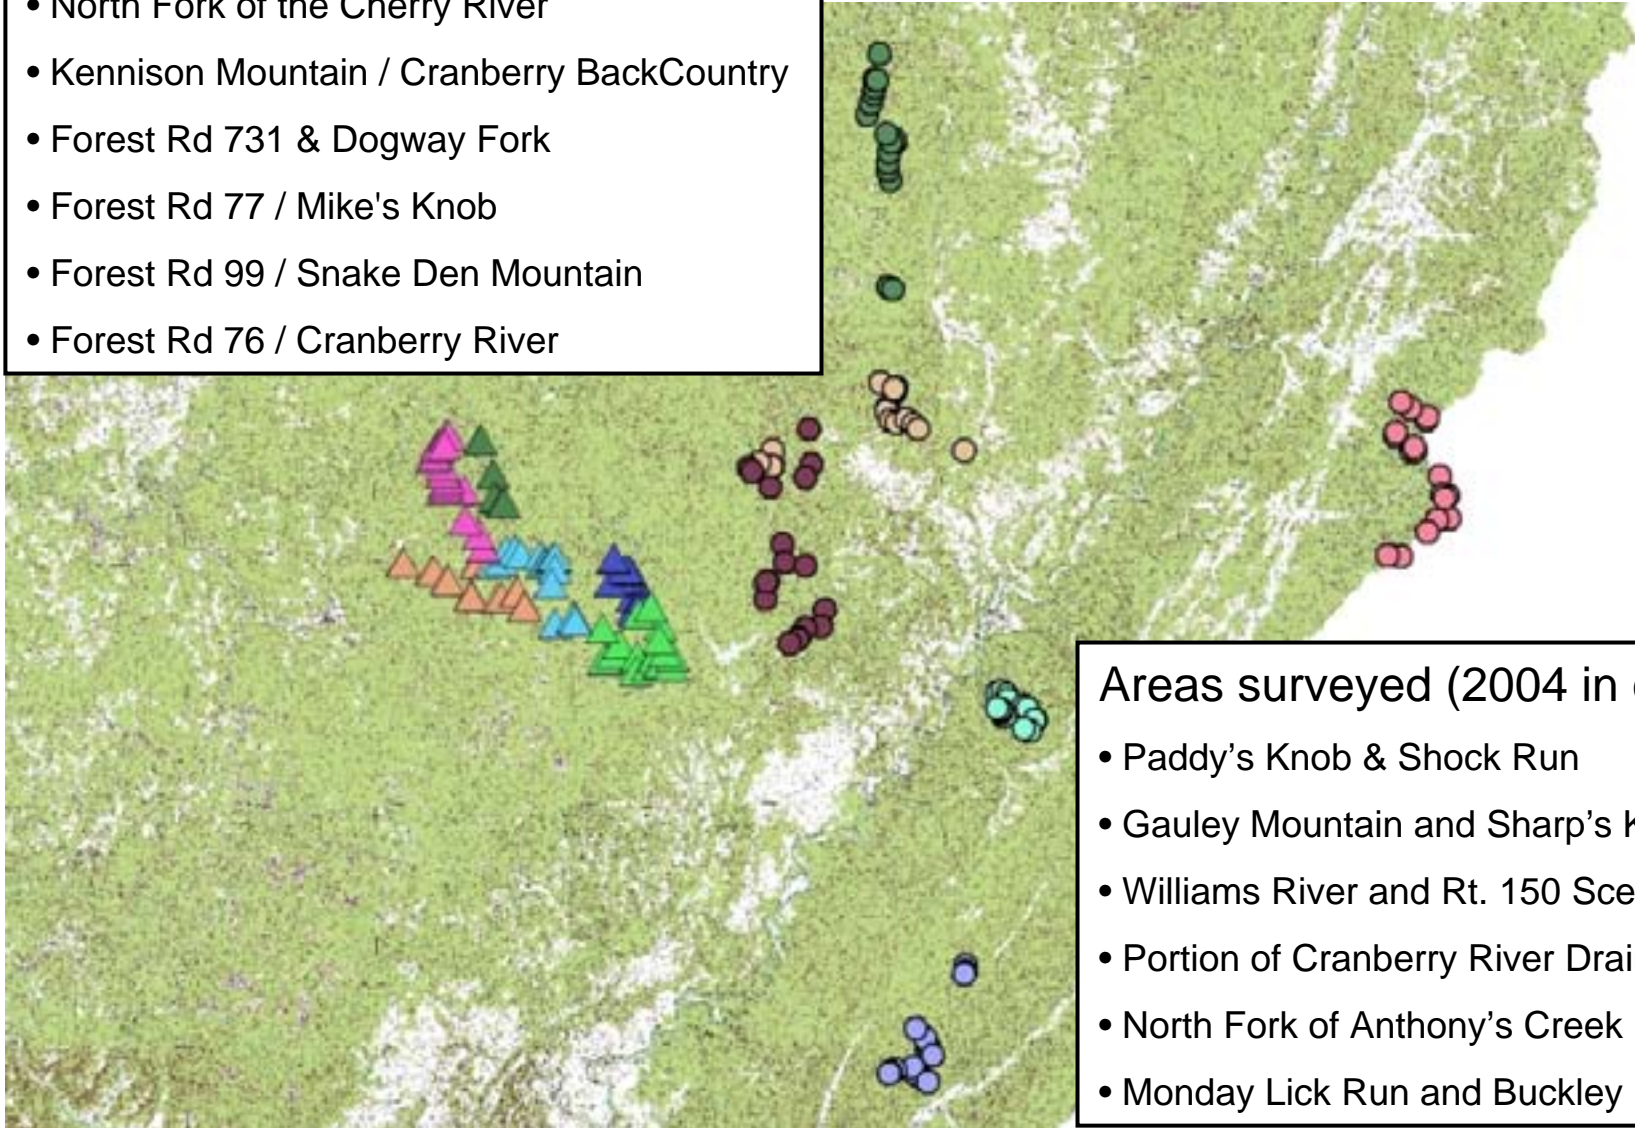 • North Fork of the Cherry River
• Kennison Mountain / Cranberry BackCountry
• Forest Rd 731 & Dogway Fork
• Forest Rd 77 / Mike's Knob
• Forest Rd 99 / Snake Den Mountain
• Forest Rd 76 / Cranberry River
Areas surveyed (2004 in
• Paddy’s Knob & Shock Run
• Gauley Mountain and Sharp’s
• Williams River and Rt. 150
• Portion of Cranberry River
• North Fork of Anthony’s Creek
• Monday Lick Run and Buckley